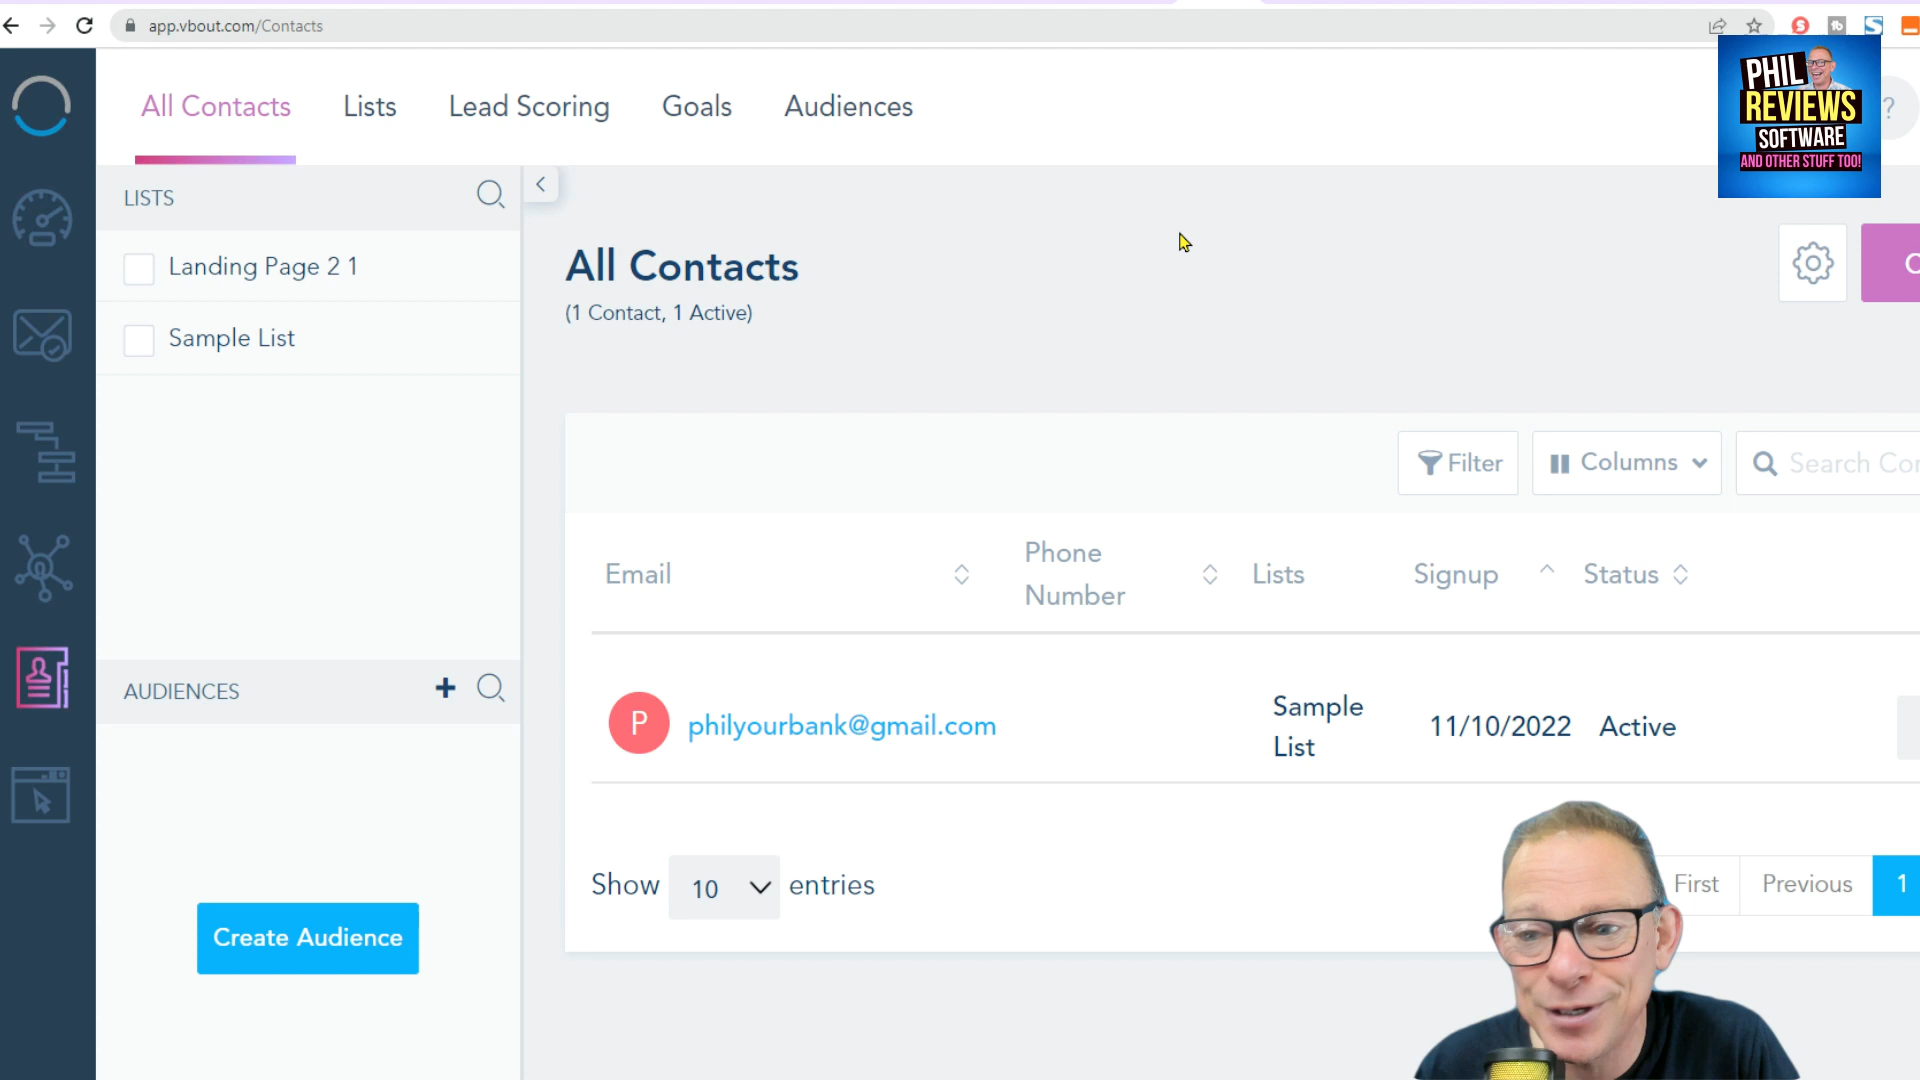 app.vbout.com/Contacts
PHIL
REVIEWS
SOFTWARE
AND OTHER STUFF TOO!
?
All Contacts
Lists
Lead Scoring
Goals
Audiences
LISTS
Landing Page 2 1
Sample List
All Contacts
(1 Contact, 1 Active)
Filter
Columns
Search
Email
Phone
Number
Lists
Signup
Status
P
philyourbank@gmail.com
Sample
List
11/10/2022
Active
AUDIENCES
+
Create Audience
Show
10
entries
First
Previous
1